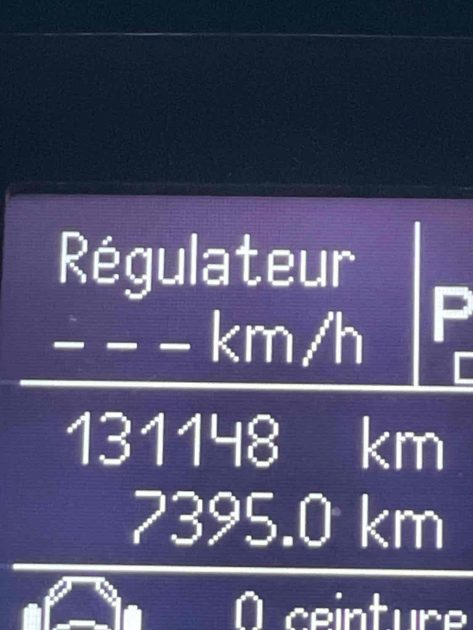 Régulateur
--- km/h
P
131148 km
7395.0 km
0 ceinture